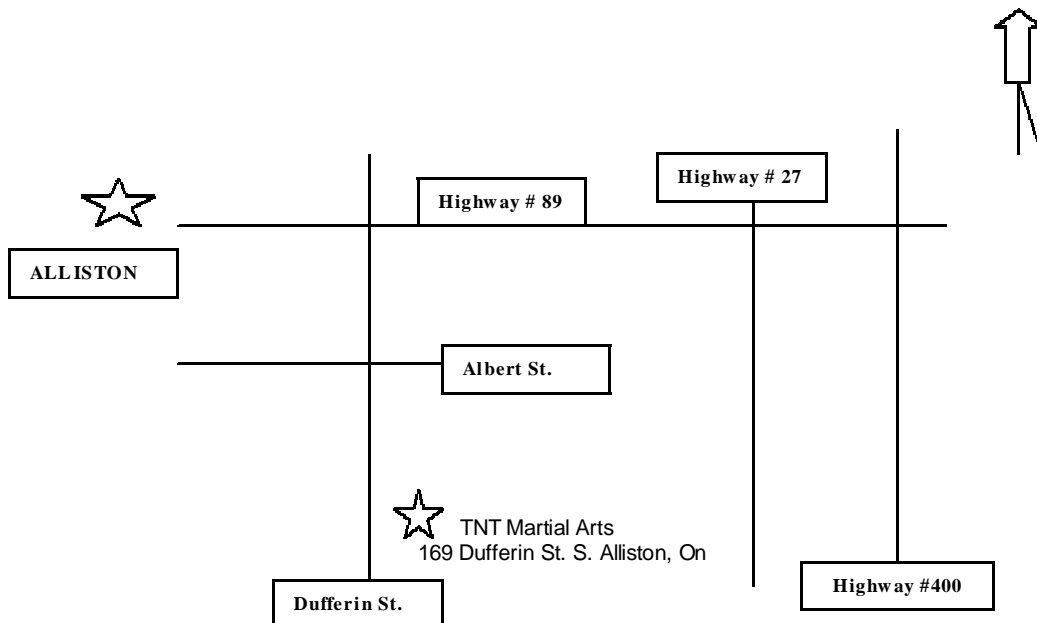 Highway # 27
Highway # 89
ALLISTON
Albert St.
TNT Martial Arts
169 Dufferin St. S. Alliston, On
Highway #400
Dufferin St.